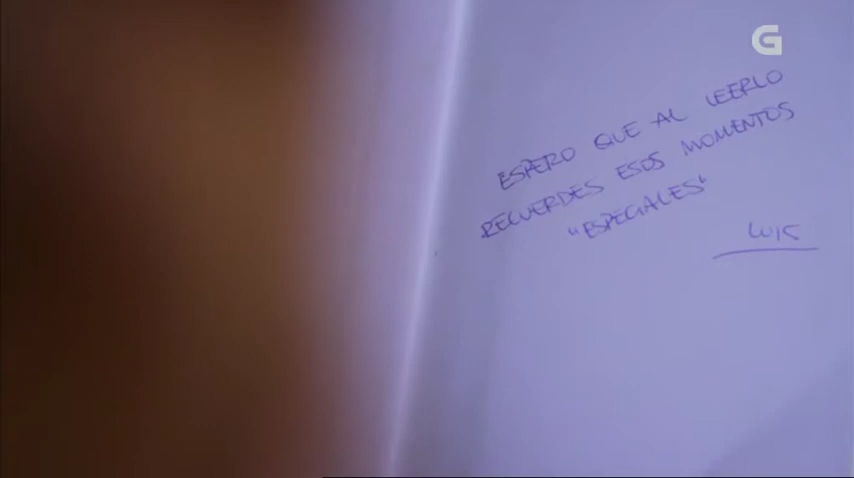 G
ESPERO QUE AL LEERLO
RECUERDES ESOS MOMENTOS
"ESPECIALES"
LUIS